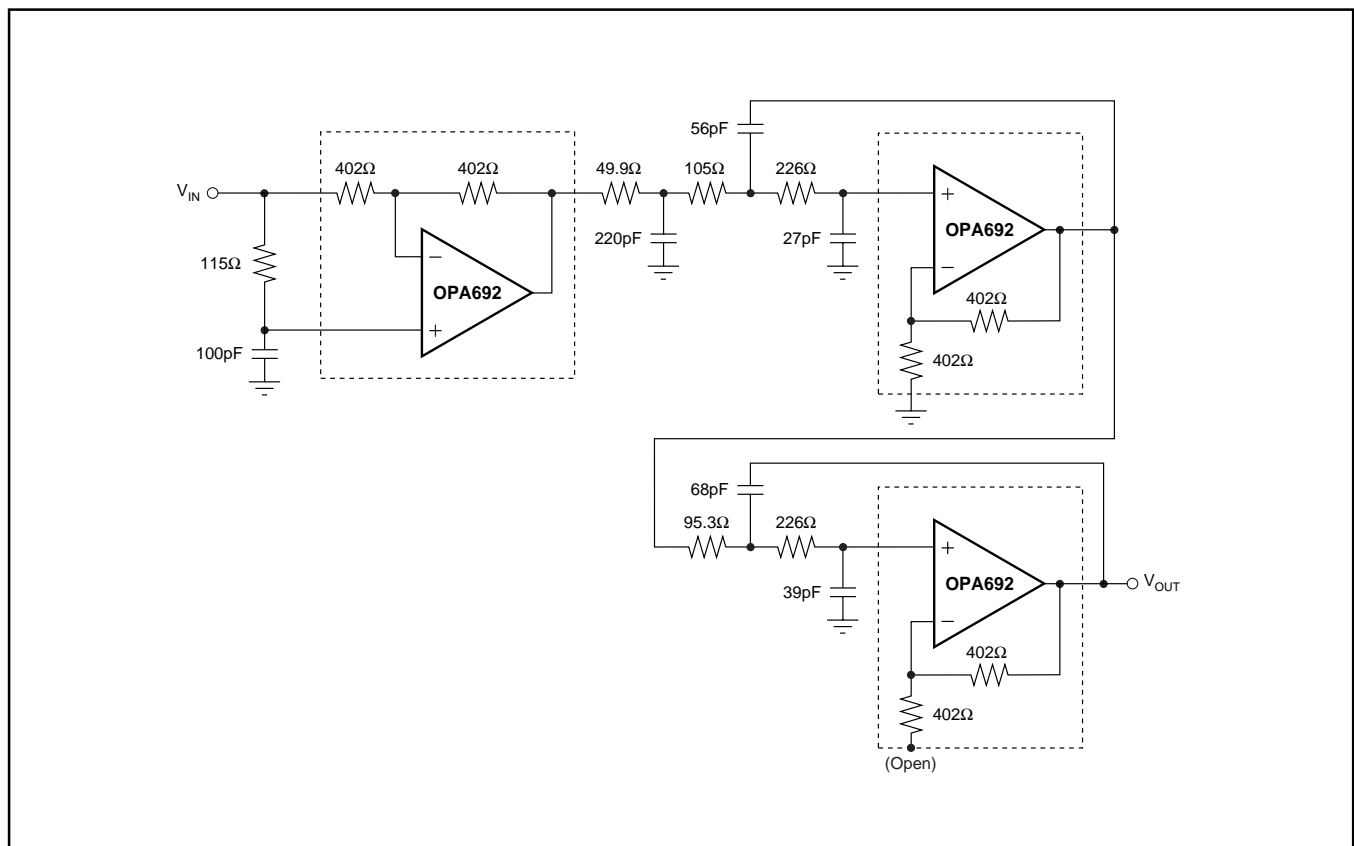 56pF
402Ω
402Ω
49.9Ω
105Ω
226Ω
V_IN
+
OPA692
−
220pF
27pF
115Ω
−
OPA692
+
402Ω
100pF
402Ω
68pF
95.3Ω
226Ω
+
OPA692
−
V_OUT
39pF
402Ω
402Ω
(Open)